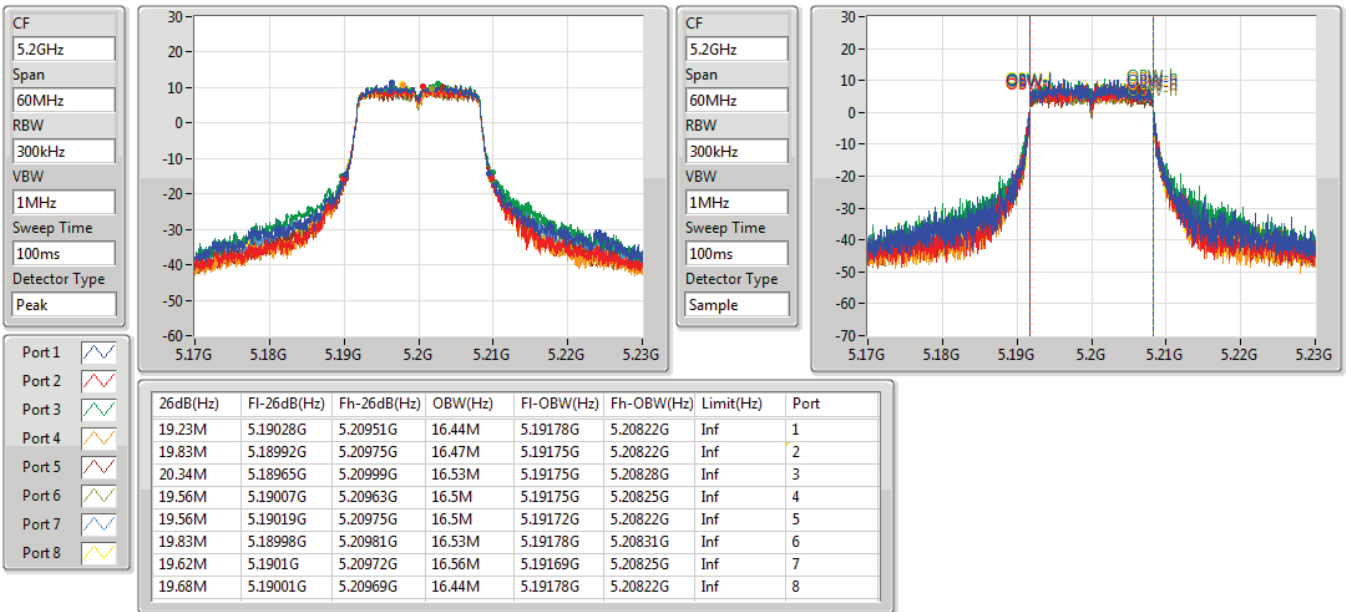 CF
5.2GHz
Span
60MHz
RBW
300kHz
VBW
1MHz
Sweep Time
100ms
Detector Type
Peak
30
20
10
0
-10
-20
-30
-40
-50
-60
5.17G 5.18G 5.19G 5.2G 5.21G 5.22G 5.23G
CF
5.2GHz
Span
60MHz
RBW
300kHz
VBW
1MHz
Sweep Time
100ms
Detector Type
Sample
30
20
10
0
-10
-20
-30
-40
-50
-60
-70
OBW-l OBW-h
5.17G 5.18G 5.19G 5.2G 5.21G 5.22G 5.23G
Port 1
Port 2
Port 3
Port 4
Port 5
Port 6
Port 7
Port 8
26dB(Hz) Fl-26dB(Hz) Fh-26dB(Hz) OBW(Hz) Fl-OBW(Hz) Fh-OBW(Hz) Limit(Hz) Port
19.23M 5.19028G 5.20951G 16.44M 5.19178G 5.20822G Inf 1
19.83M 5.18992G 5.20975G 16.47M 5.19175G 5.20822G Inf 2
20.34M 5.18965G 5.20999G 16.53M 5.19175G 5.20828G Inf 3
19.56M 5.19007G 5.20963G 16.5M 5.19175G 5.20825G Inf 4
19.56M 5.19019G 5.20975G 16.5M 5.19172G 5.20822G Inf 5
19.83M 5.18998G 5.20981G 16.53M 5.19178G 5.20831G Inf 6
19.62M 5.1901G 5.20972G 16.56M 5.19169G 5.20825G Inf 7
19.68M 5.19001G 5.20969G 16.44M 5.19178G 5.20822G Inf 8